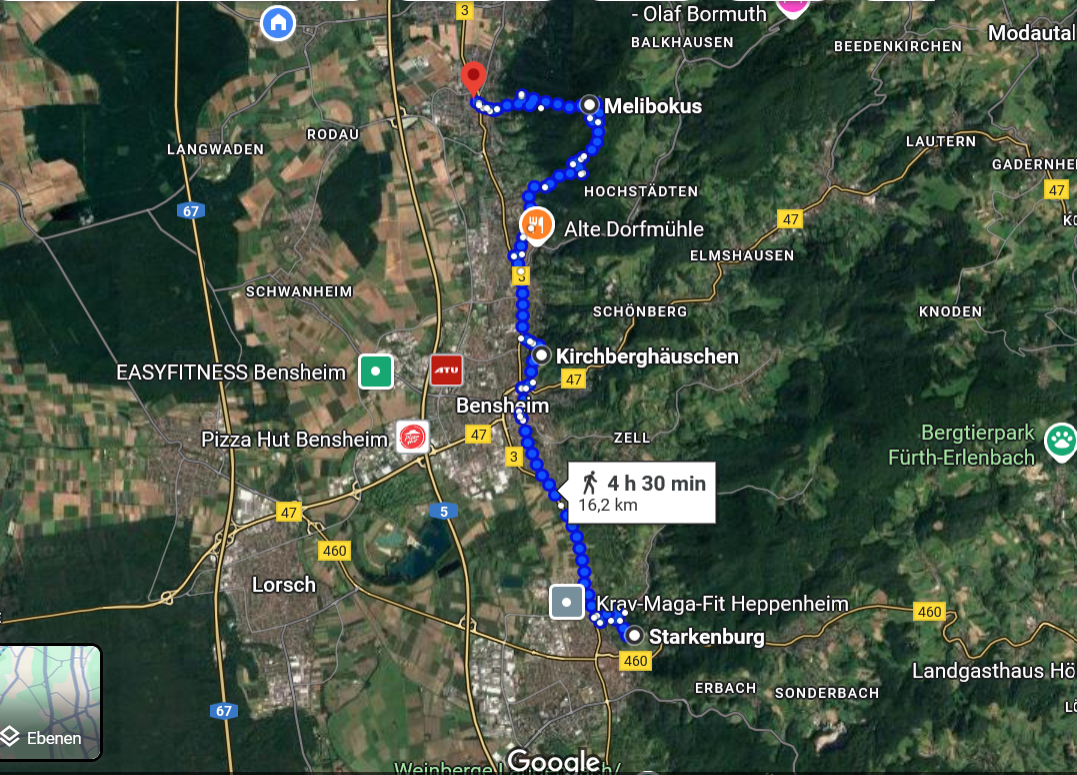 3
- Olaf Bormuth
BALKHAUSEN
BEEDENKIRCHEN
Modautal
Melibokus
RODAU
LANGWADEN
LAUTERN
GADERNHE
47
HOCHSTÄDTEN
67
47
Alte Dorfmühle
ELMSHAUSEN
3
SCHWANHEIM
SCHÖNBERG
KNODEN
Kirchberghäuschen
EASYFITNESS Bensheim
ATU
47
Bensheim
Pizza Hut Bensheim
47
ZELL
Bergtierpark
Fürth-Erlenbach
3
4 h 30 min
16,2 km
47
5
460
Lorsch
Krav-Maga-Fit Heppenheim
460
Starkenburg
460
Landgasthaus Hö
ERBACH
SONDERBACH
67
Ebenen
Google